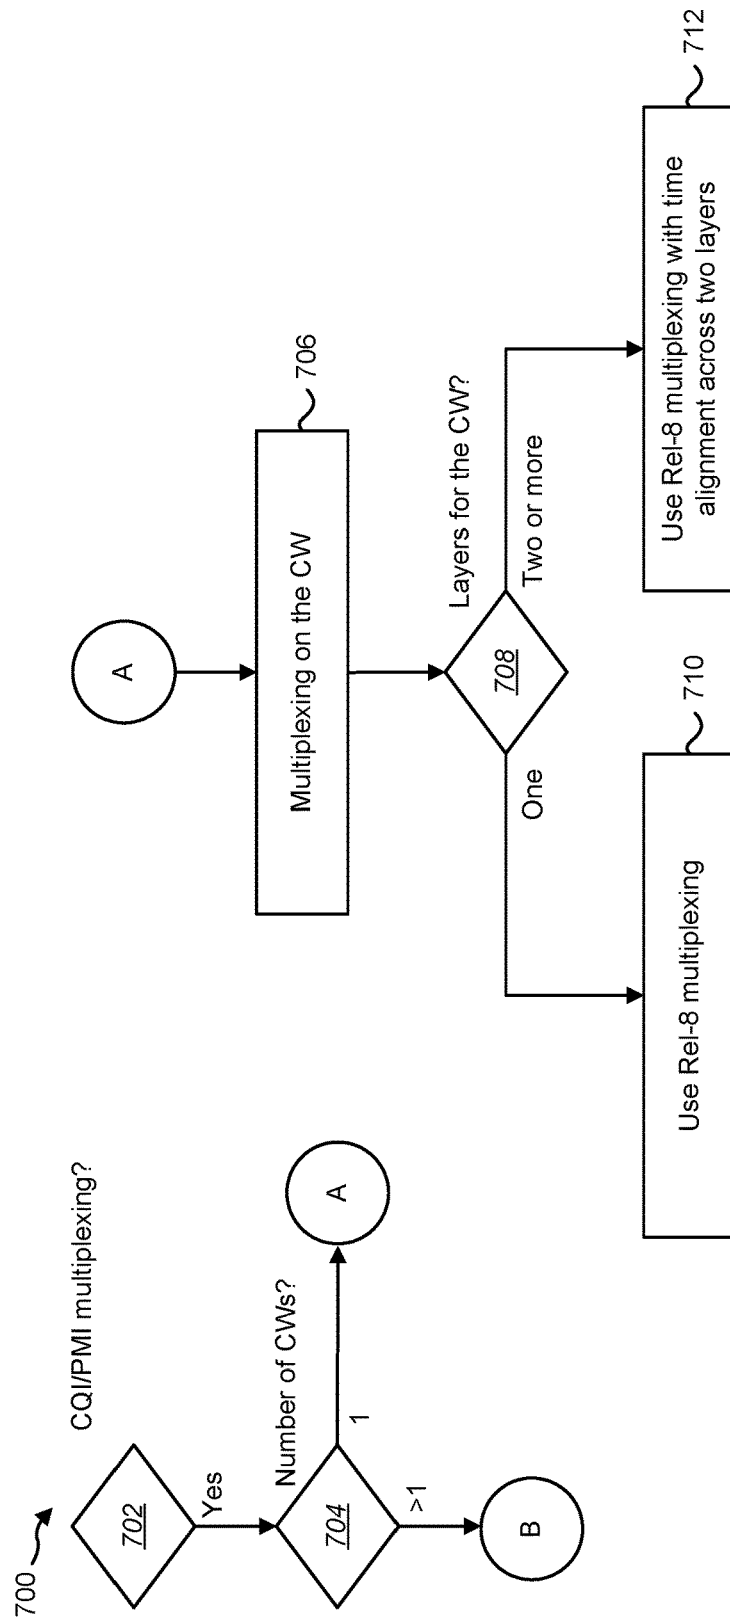 700
CQI/PMI multiplexing?
702
Yes
Number of CWs?
704
1
A
>1
B
A
Multiplexing on the CW
706
Layers for the CW?
708
One
Two or more
Use Rel-8 multiplexing
710
Use Rel-8 multiplexing with time
alignment across two layers
712